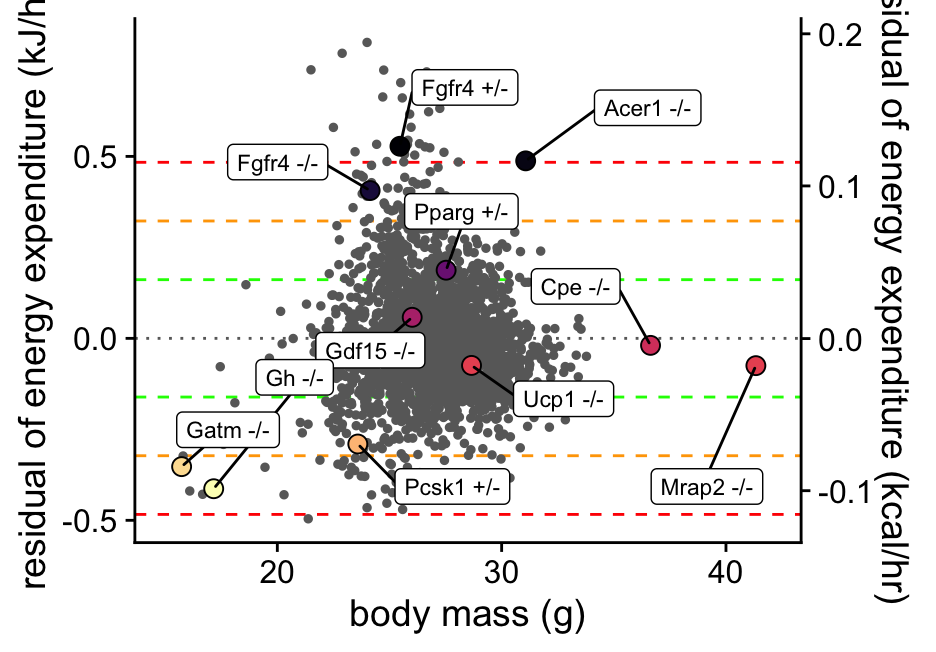 residual of energy expenditure (kJ/h
0.5
0.0
-0.5
Fgfr4 +/-
Acer1 -/-
Fgfr4 -/-
Pparg +/-
Cpe -/-
Gdf15 -/-
Gh -/-
Ucp1 -/-
Gatm -/-
Pcsk1 +/-
Mrap2 -/-
0.2
0.1
0.0
-0.1
sidual of energy expenditure (kcal/hr)
20
30
40
body mass (g)